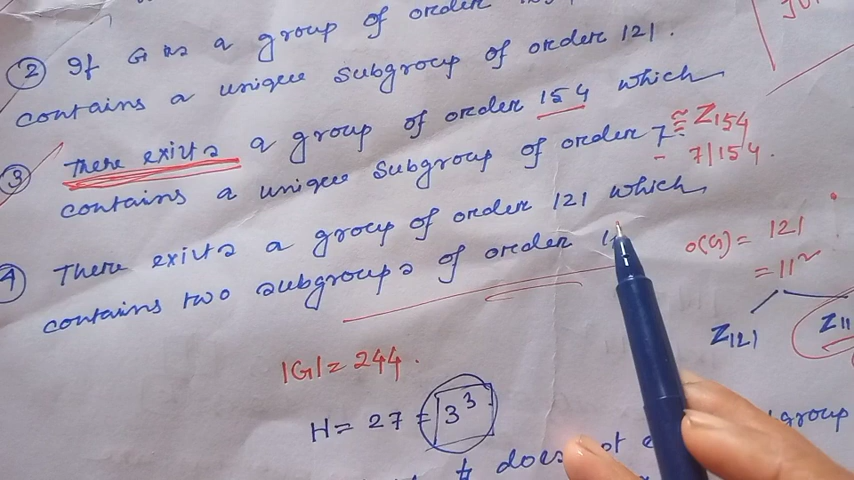 ② If G is a group of order
contains a unique subgroup of order 121.
③ There exists a group of order 154 which
contains a unique subgroup of order 7
≅ Z₁₅₄
- 7|154.
④ There exists a group of order 121 which
contains two subgroups of order
o(G) = 121
= 11²
Z₁₂₁ Z₁₁
|G| = 244.
H = 27 = 3³
does not subgroup